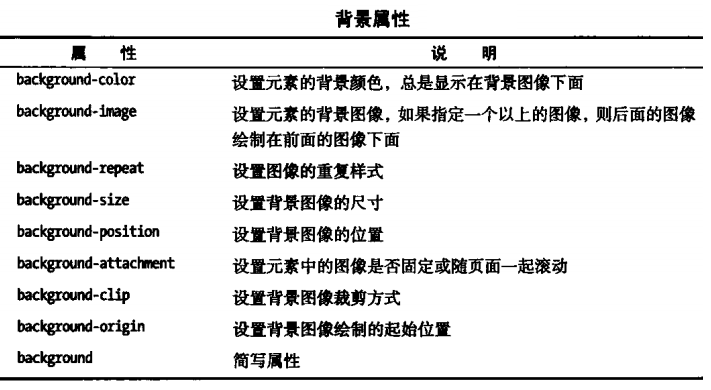 背景属性
属 性 说 明
background-color 设置元素的背景颜色，总是显示在背景图像下面
background-image 设置元素的背景图像，如果指定一个以上的图像，则后面的图像
绘制在前面的图像下面
background-repeat 设置图像的重复样式
background-size 设置背景图像的尺寸
background-position 设置背景图像的位置
background-attachment 设置元素中的图像是否固定或随页面一起滚动
background-clip 设置背景图像裁剪方式
background-origin 设置背景图像绘制的起始位置
background 简写属性